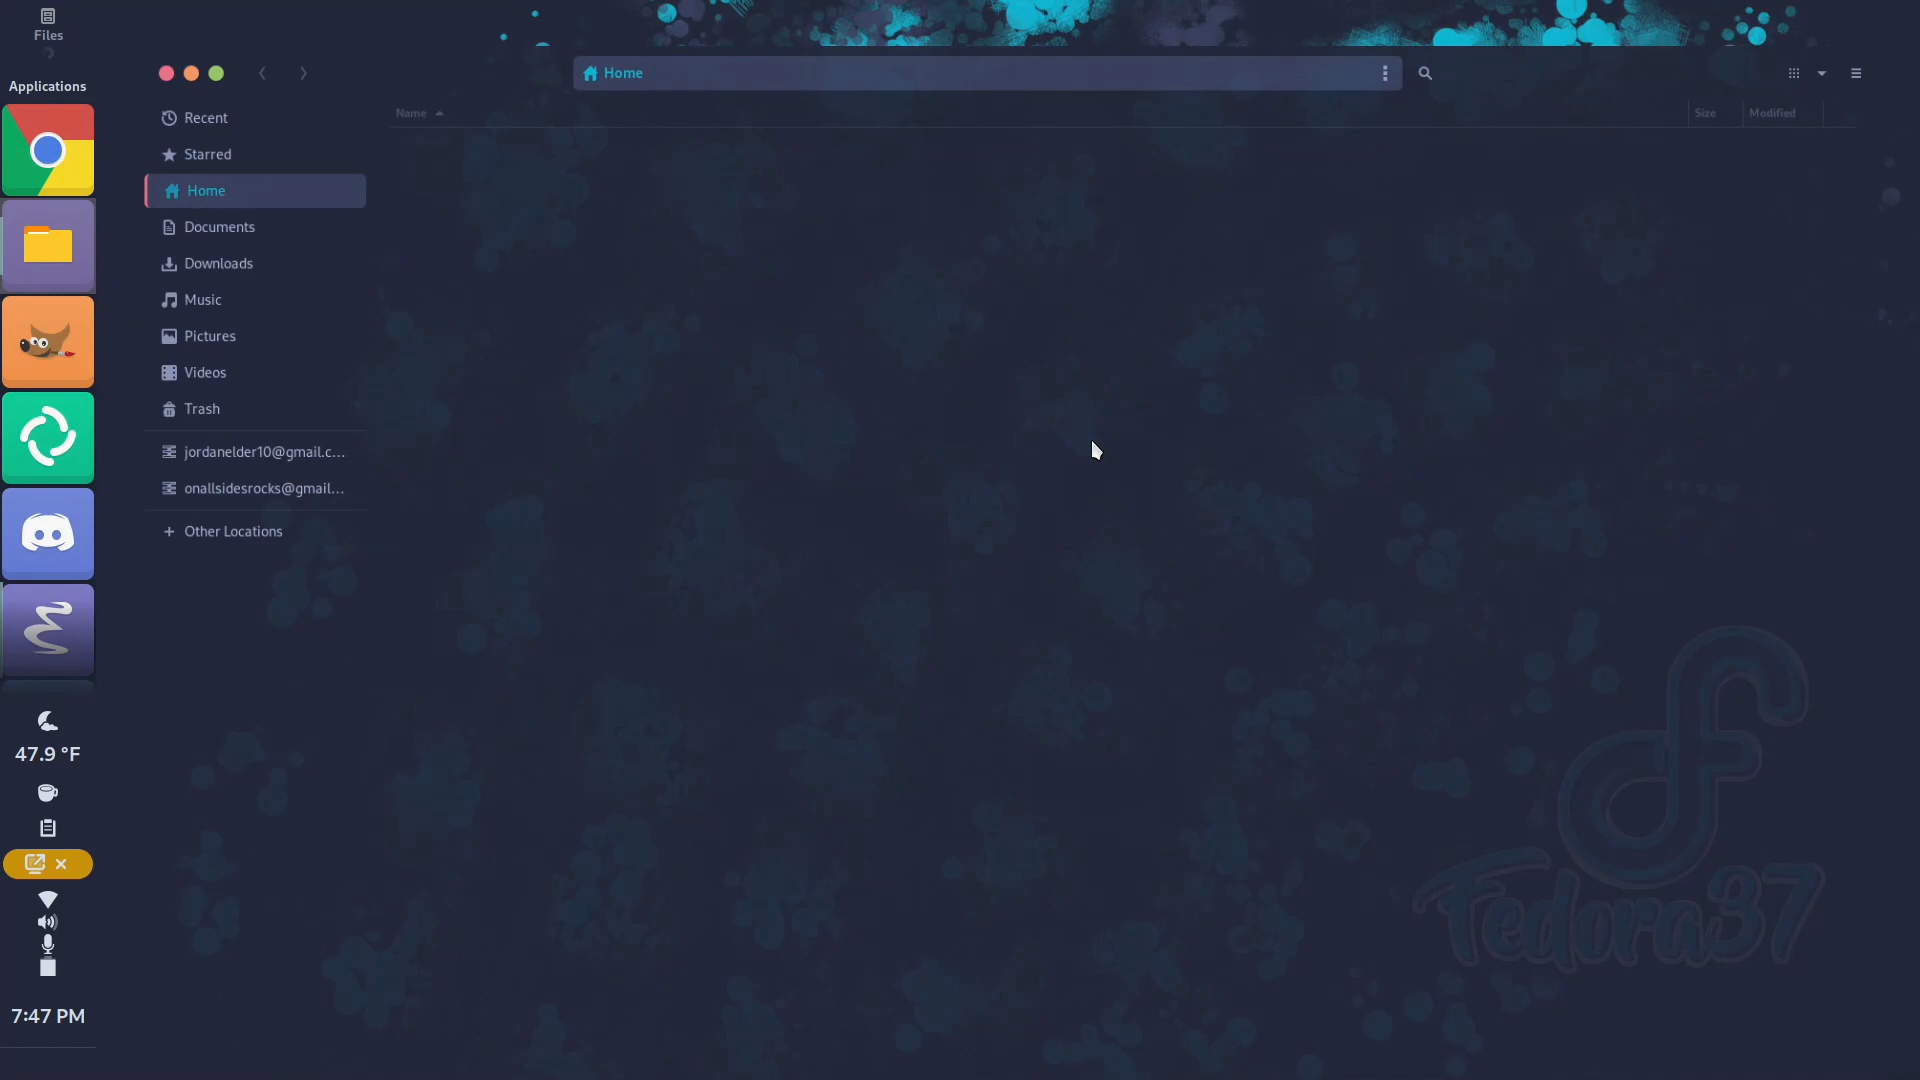 Files
Applications
Home
Name
Size
Modified
Recent
Starred
Home
Documents
Downloads
Music
Pictures
Videos
Trash
jordanelder10@gmail.c...
onallsidesrocks@gmail...
Other Locations
47.9 °F
7:47 PM
Fedora37